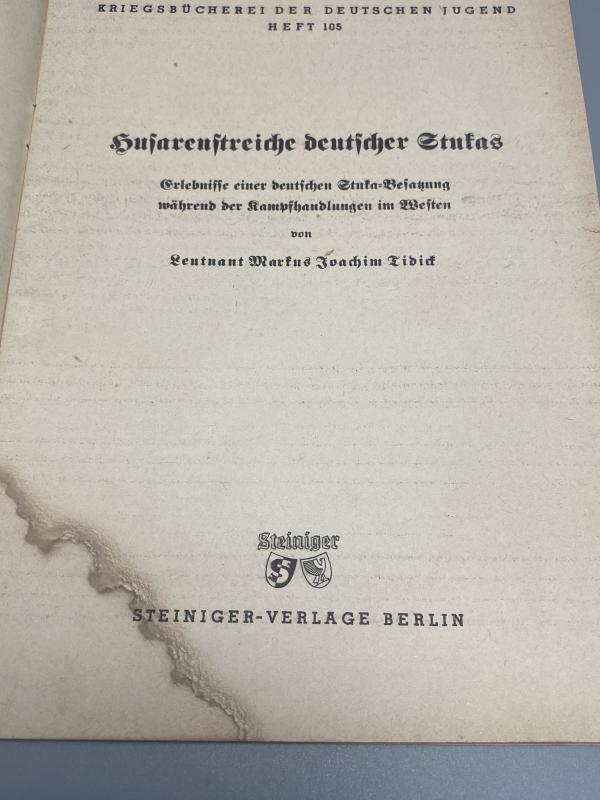 KRIEGSBÜCHEREI DER DEUTSCHEN JUGEND
HEFT 105
Husarenstreiche deutscher Stukas
Erlebnisse einer deutschen Stuka-Besatzung
während der Kampfhandlungen im Westen
von
Leutnant Markus Joachim Tidick
Steiniger
S
STEINIGER-VERLAGE BERLIN